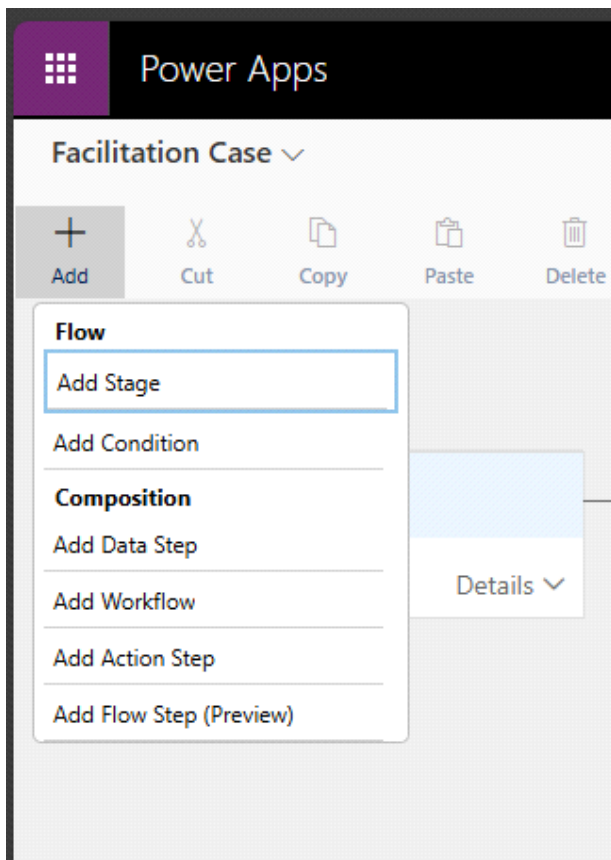 Power Apps
Facilitation Case
Add Cut Copy Paste Delete
Flow
Add Stage
Add Condition
Composition
Add Data Step
Details
Add Workflow
Add Action Step
Add Flow Step (Preview)